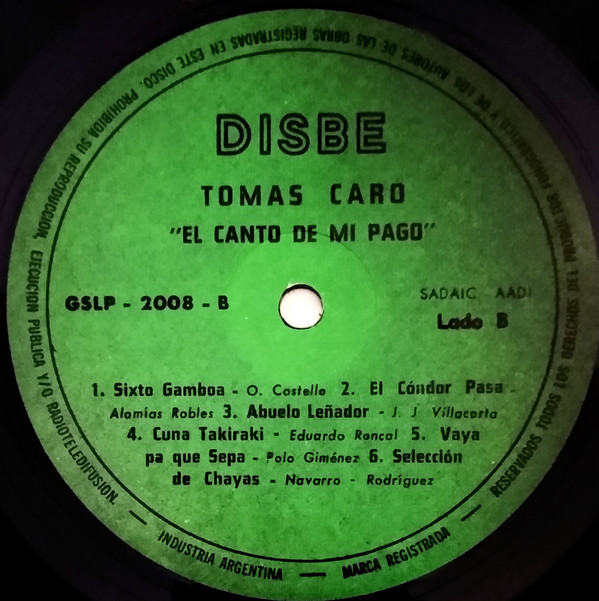 DISBE
TOMAS CARO
"EL CANTO DE MI PAGO"
GSLP - 2008 - B
SADAIC AADI
Lado B
1. Sixto Gamboa - O. Costello 2. El Cóndor Pasa -
Alomías Robles 3. Abuelo Leñador - J. J Villacorta
4. Cuna Takiraki - Eduardo Roncal 5. Vaya
pa que Sepa - Polo Giménez 6. Selección
de Chayas - Navarro - Rodríguez
INDUSTRIA ARGENTINA — MARCA REGISTRADA —
RESERVADOS TODOS LOS DERECHOS DEL PRODUCTOR FONOGRAFICO Y DE LOS AUTORES DE LAS OBRAS REGISTRADAS EN ESTE DISCO. PROHIBIDA SU REPRODUCCION, EJECUCION PUBLICA Y/O RADIOTELEDIFUSION. —